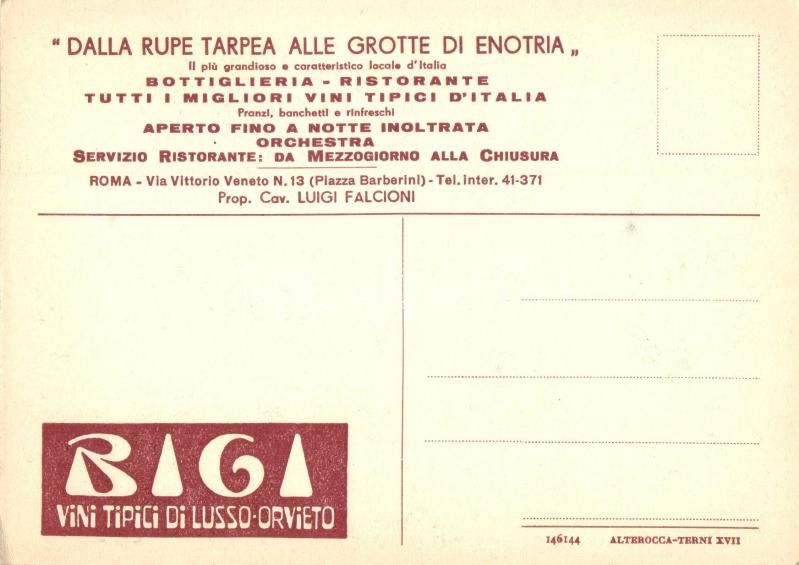 “ DALLA RUPE TARPEA ALLE GROTTE DI ENOTRIA „
Il più grandioso e caratteristico locale d'Italia
BOTTIGLIERIA - RISTORANTE
TUTTI I MIGLIORI VINI TIPICI D'ITALIA
Pranzi, banchetti e rinfreschi
APERTO FINO A NOTTE INOLTRATA
ORCHESTRA
SERVIZIO RISTORANTE: DA MEZZOGIORNO ALLA CHIUSURA
ROMA - Via Vittorio Veneto N. 13 (Piazza Barberini) - Tel. inter. 41-371
Prop. Cav. LUIGI FALCIONI
BIGI
VINI TIPICI DI LUSSO-ORVIETO
146144 ALTEROCCA-TERNI XVII